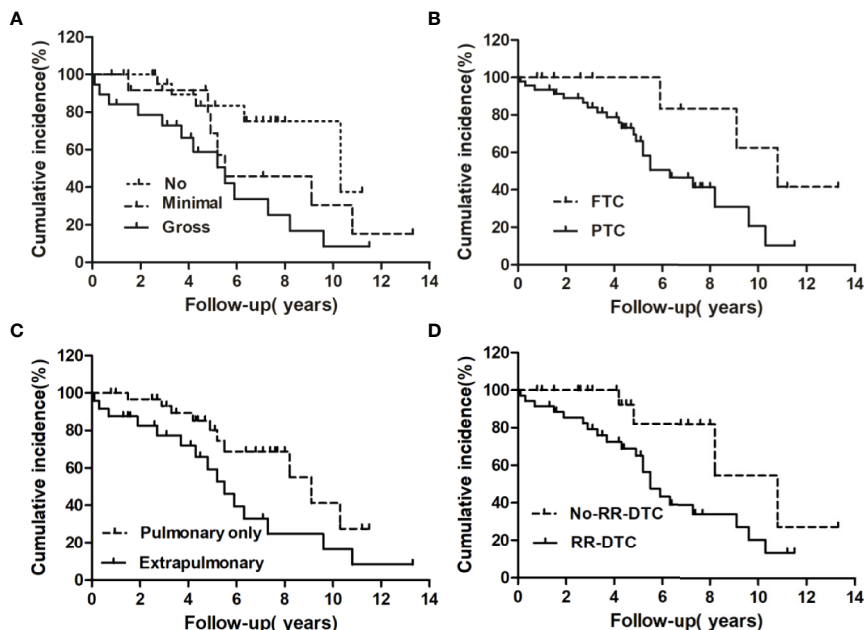 A
Cumulative incidence(%)
120
100
80
60
40
20
0
No
Minimal
Gross
0 2 4 6 8 10 12 14
Follow-up( years)
B
Cumulative incidence(%)
120
100
80
60
40
20
0
FTC
PTC
0 2 4 6 8 10 12 14
Follow-up( years)
C
Cumulative incidence(%)
120
100
80
60
40
20
0
Pulmonary only
Extrapulmonary
0 2 4 6 8 10 12 14
Follow-up( years)
D
Cumulative incidence(%)
120
100
80
60
40
20
0
No-RR-DTC
RR-DTC
0 2 4 6 8 10 12 14
Follow-up( years)